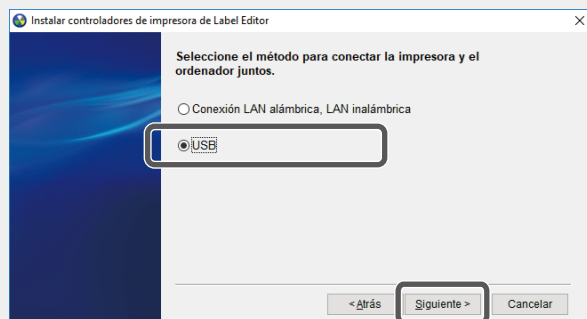 Instalar controladores de impresora de Label Editor
Seleccione el método para conectar la impresora y el
ordenador juntos.
Conexión LAN alámbrica, LAN inalámbrica
USB
< Atrás
Siguiente >
Cancelar